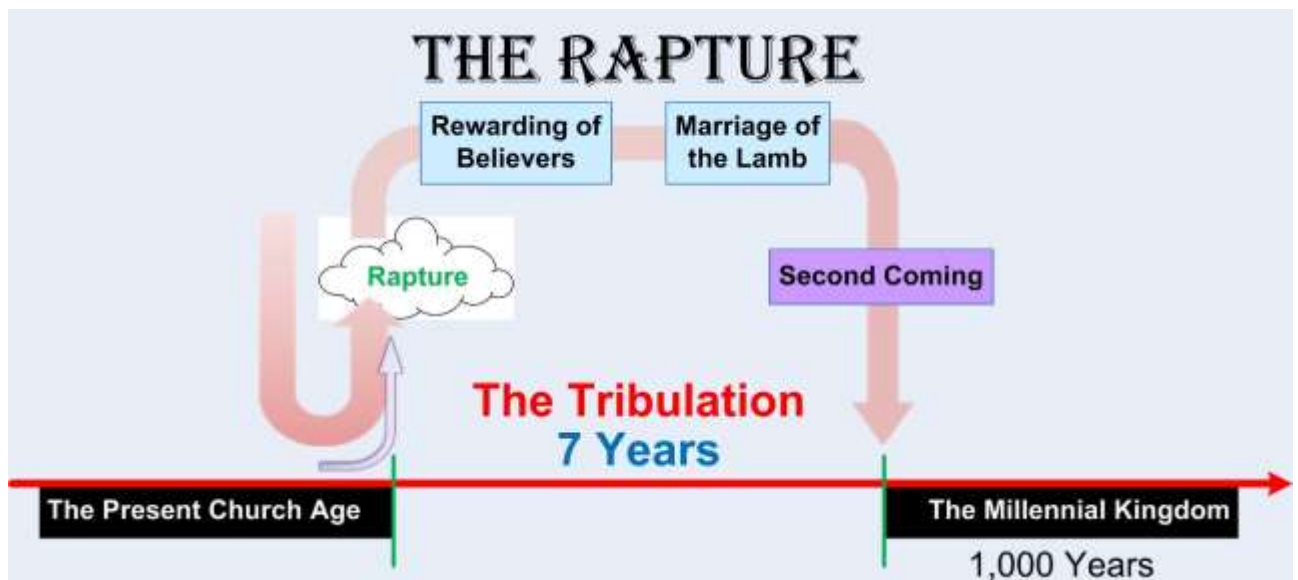 THE RAPTURE
Rewarding of
Believers
Marriage of
the Lamb
Rapture
Second Coming
The Tribulation
7 Years
The Present Church Age
The Millennial Kingdom
1,000 Years